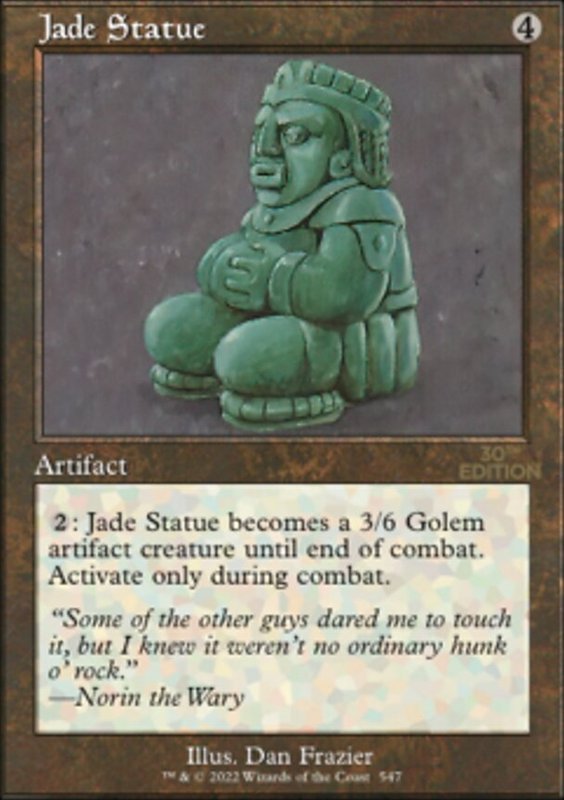 Jade Statue 4
Artifact
30TH EDITION
2: Jade Statue becomes a 3/6 Golem
artifact creature until end of combat.
Activate only during combat.
“Some of the other guys dared me to touch
it, but I knew it weren’t no ordinary hunk
o’ rock.”
—Norin the Wary
Illus. Dan Frazier
™ & © 2022 Wizards of the Coast 547